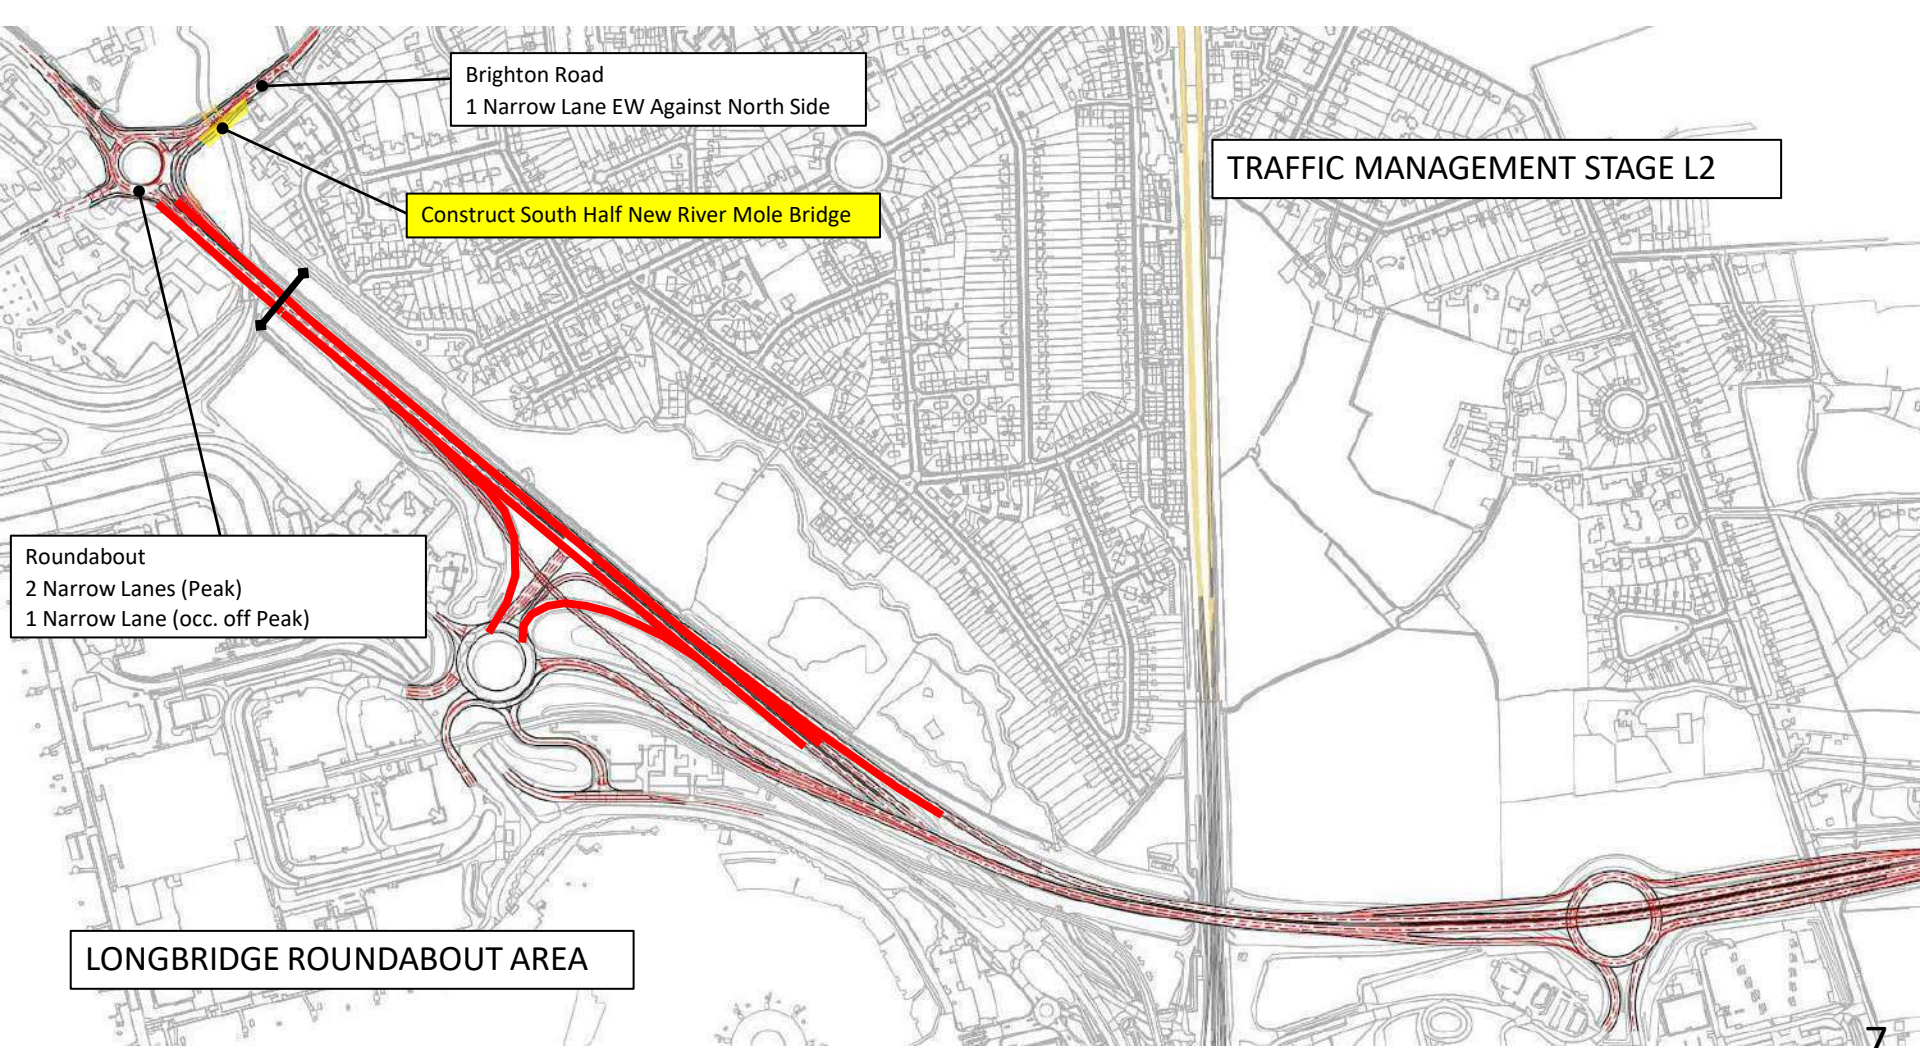 Brighton Road
1 Narrow Lane EW Against North Side
TRAFFIC MANAGEMENT STAGE L2
Construct South Half New River Mole Bridge
Roundabout
2 Narrow Lanes (Peak)
1 Narrow Lane (occ. off Peak)
LONGBRIDGE ROUNDABOUT AREA
7